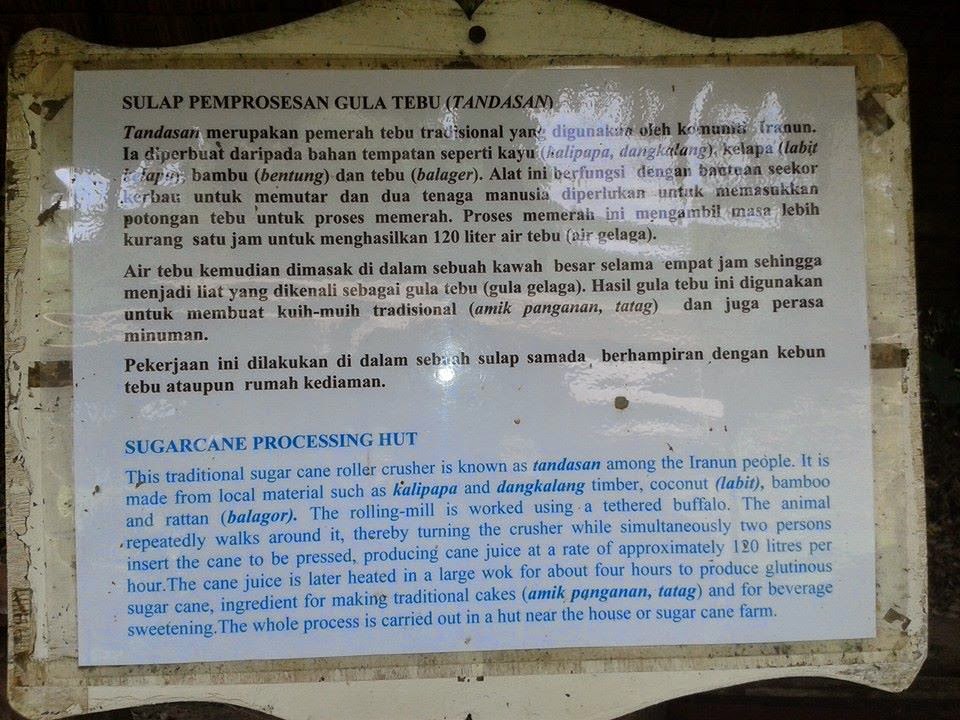 SULAP PEMPROSESAN GULA TEBU (TANDASAN)
Tandasan merupakan pemerah tebu tradisional yang digunakan oleh komuniti Iranun.
Ia diperbuat daripada bahan tempatan seperti kayu (kalipapa, dangkalang), kelapa (labit
bambu (bentung) dan tebu (balager). Alat ini berfungsi dengan bantuan seekor
kerbau untuk memutar dan dua tenaga manusia diperlukan untuk memasukkan
potongan tebu untuk proses memerah. Proses memerah ini mengambil masa lebih
kurang satu jam untuk menghasilkan 120 liter air tebu (air gelaga).
Air tebu kemudian dimasak di dalam sebuah kawah besar selama empat jam sehingga
menjadi liat yang dikenali sebagai gula tebu (gula gelaga). Hasil gula tebu ini digunakan
untuk membuat kuih-muih tradisional (amik panganan, tatag) dan juga perasa
minuman.
Pekerjaan ini dilakukan di dalam sebuah sulap samada berhampiran dengan kebun
tebu ataupun rumah kediaman.
SUGARCANE PROCESSING HUT
This traditional sugar cane roller crusher is known as tandasan among the Iranun people. It is
made from local material such as kalipapa and dangkalang timber, coconut (labit), bamboo
and rattan (balagor). The rolling-mill is worked using a tethered buffalo. The animal
repeatedly walks around it, thereby turning the crusher while simultaneously two persons
insert the cane to be pressed, producing cane juice at a rate of approximately 120 litres per
hour.The cane juice is later heated in a large wok for about four hours to produce glutinous
sugar cane, ingredient for making traditional cakes (amik panganan, tatag) and for beverage
sweetening.The whole process is carried out in a hut near the house or sugar cane farm.